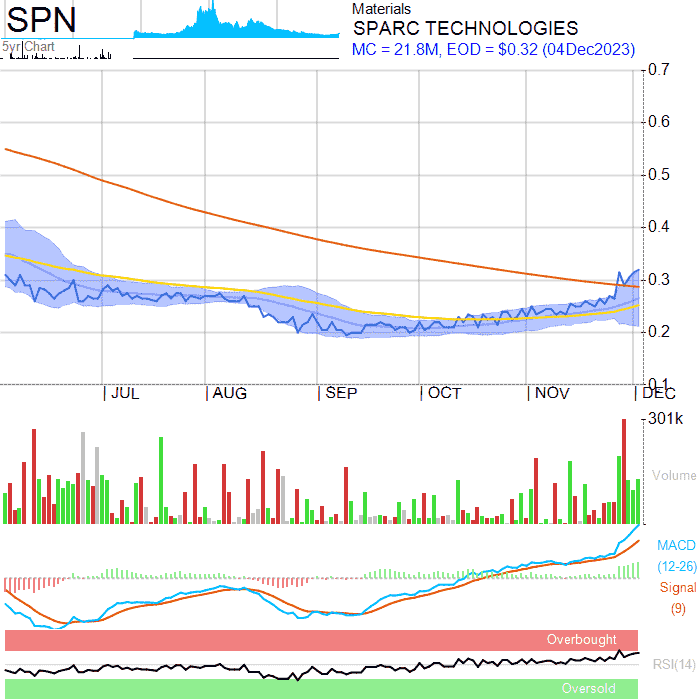 SPN
Materials
SPARC TECHNOLOGIES
MC = 21.8M, EOD = $0.32 (04Dec2023)
5yr Chart
0.7
0.6
0.5
0.4
0.3
0.2
0.1
JUL AUG SEP OCT NOV DEC
301k
Volume
MACD
(12-26)
Signal
(9)
Overbought
RSI(14)
Oversold